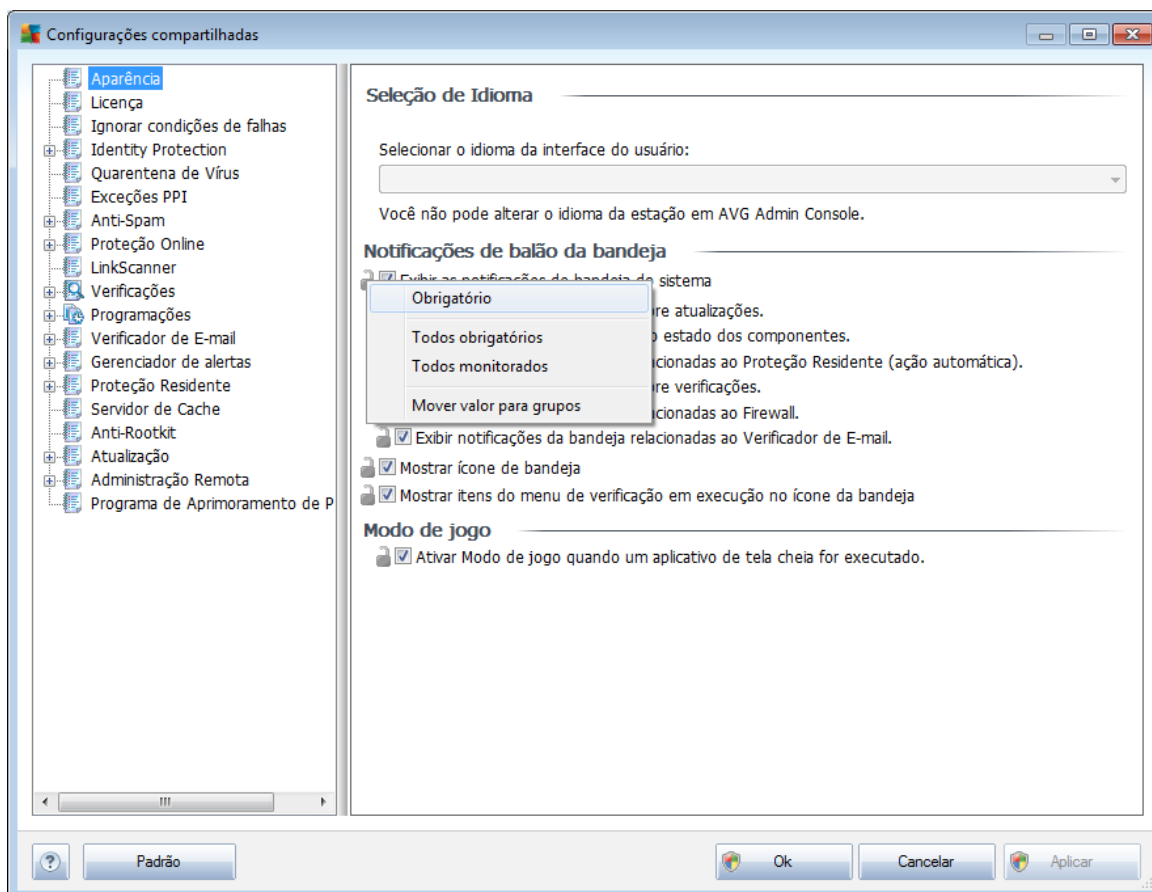 Configurações compartilhadas
Aparência
Licença
Ignorar condições de falhas
Identity Protection
Quarentena de Vírus
Exceções PPI
Anti-Spam
Proteção Online
LinkScanner
Verificações
Programações
Verificador de E-mail
Gerenciador de alertas
Proteção Residente
Servidor de Cache
Anti-Rootkit
Atualização
Administração Remota
Programa de Aprimoramento de P
Seleção de Idioma
Selecionar o idioma da interface do usuário:
Você não pode alterar o idioma da estação em AVG Admin Console.
Notificações de balão da bandeja
Exibir as notificações de bandeja do sistema
Obrigatório
Todos obrigatórios
Todos monitorados
Mover valor para grupos
re atualizações.
o estado dos componentes.
cionadas ao Proteção Residente (ação automática).
re verificações.
cionadas ao Firewall.
Exibir notificações da bandeja relacionadas ao Verificador de E-mail.
Mostrar ícone de bandeja
Mostrar itens do menu de verificação em execução no ícone da bandeja
Modo de jogo
Ativar Modo de jogo quando um aplicativo de tela cheia for executado.
Padrão
Ok
Cancelar
Aplicar